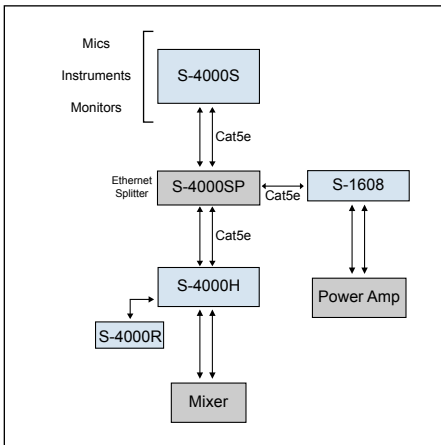 Mics
Instruments
Monitors
S-4000S
Cat5e
Ethernet
Splitter
S-4000SP
Cat5e
S-1608
Cat5e
S-4000H
Power Amp
S-4000R
Mixer